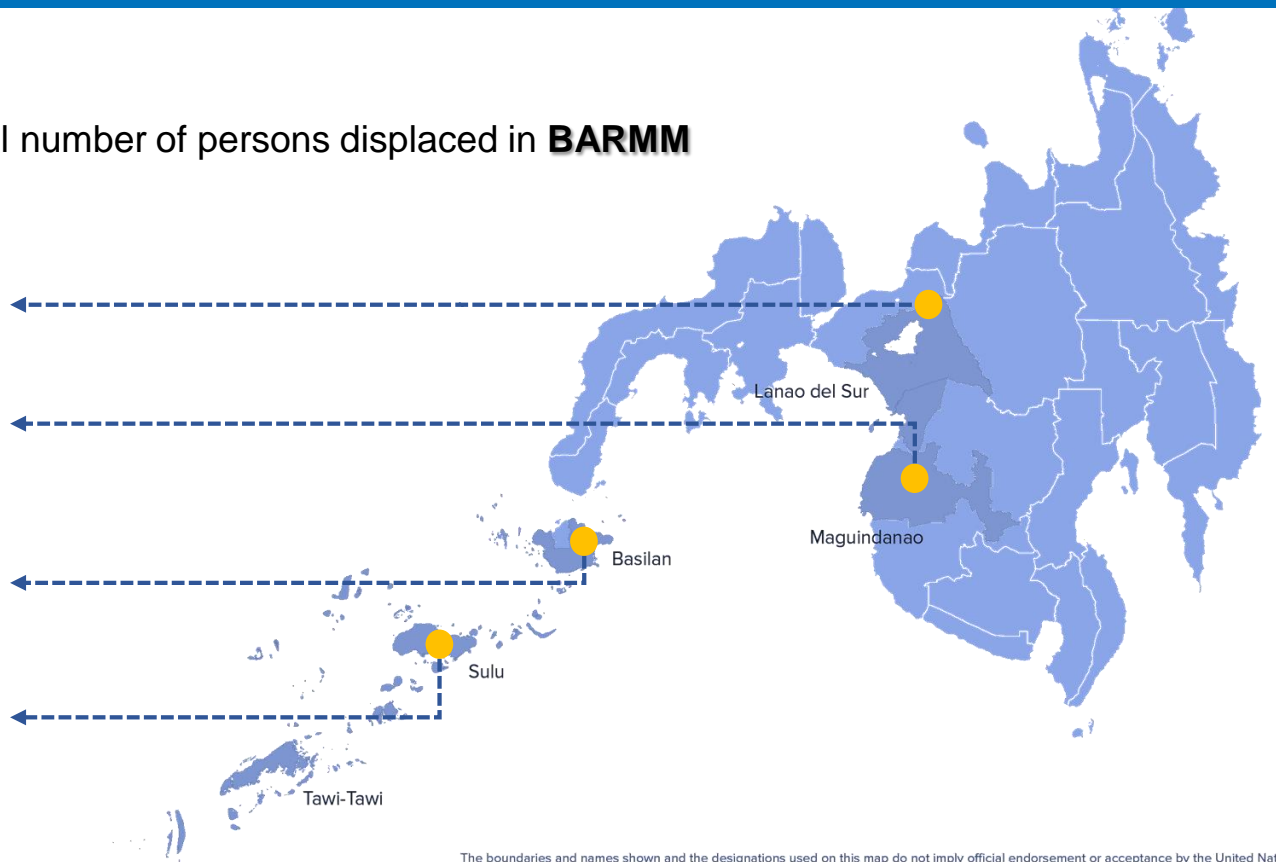 l number of persons displaced in BARMM
Lanao del Sur
Maguindanao
Basilan
Sulu
Tawi-Tawi
The boundaries and names shown and the designations used on this map do not imply official endorsement or acceptance by the United Nat